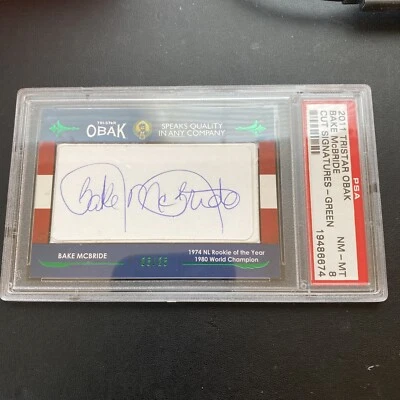 TRISTAR
OBAK
SPEAKS QUALITY
IN ANY COMPANY
Bake McBride
BAKE MCBRIDE
1974 NL Rookie of the Year
1980 World Champion
2011 TRISTAR OBAK
BAKE McBRIDE
CUT SIGNATURES - GREEN
NM - MT 8
19486674
PSA